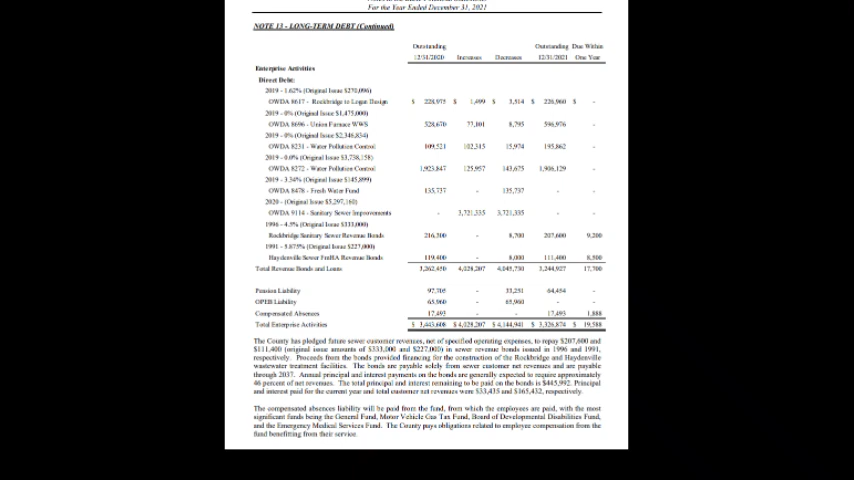 For the Year Ended December 31, 2021
NOTE 13 - LONG-TERM DEBT (Continued)
Outstanding Outstanding Due Within
12/31/2020 Increases Decreases 12/31/2021 One Year
Enterprise Activities
Direct Debt:
2019 - 1.62% (Original Issue $270,096)
OWDA 8617 - Rockbridge to Logan Design $ 228,975 $ 1,499 $ 3,514 $ 226,960 $ -
2019 - 0% (Original Issue $1,475,000)
OWDA 8696 - Union Furnace WWS 528,670 77,101 8,795 596,976 -
2019 - 0% (Original Issue $2,346,834)
OWDA 8231 - Water Pollution Control 109,521 102,315 15,974 195,862 -
2019 - 0.0% (Original Issue $3,738,158)
OWDA 8272 - Water Pollution Control 1,923,847 125,957 143,675 1,906,129 -
2019 - 3.34% (Original Issue $145,899)
OWDA 8478 - Fresh Water Fund 135,737 - 135,737 - -
2020 - (Original Issue $5,297,160)
OWDA 9114 - Sanitary Sewer Improvements - 3,721,335 3,721,335 - -
1996 - 4.5% (Original Issue $333,000)
Rockbridge Sanitary Sewer Revenue Bonds 216,300 - 8,700 207,600 9,200
1991 - 5.875% (Original Issue $227,000)
Haydenville Sewer FmHA Revenue Bonds 119,400 - 8,000 111,400 8,500
Total Revenue Bonds and Loans 3,262,450 4,028,207 4,045,730 3,244,927 17,700
Pension Liability 97,705 - 33,251 64,454 -
OPEB Liability 65,960 - 65,960 - -
Compensated Absences 17,493 - - 17,493 1,888
Total Enterprise Activities $ 3,443,608 $ 4,028,207 $ 4,144,941 $ 3,326,874 $ 19,588
The County has pledged future sewer customer revenues, net of specified operating expenses, to repay $207,600 and
$111,400 (original issue amounts of $333,000 and $227,000) in sewer revenue bonds issued in 1996 and 1991,
respectively. Proceeds from the bonds provided financing for the construction of the Rockbridge and Haydenville
wastewater treatment facilities. The bonds are payable solely from sewer customer net revenues and are payable
through 2037. Annual principal and interest payments on the bonds are generally expected to require approximately
46 percent of net revenues. The total principal and interest remaining to be paid on the bonds is $445,992. Principal
and interest paid for the current year and total customer net revenues were $33,435 and $165,432, respectively.
The compensated absences liability will be paid from the fund, from which the employees are paid, with the most
significant funds being the General Fund, Motor Vehicle Gas Tax Fund, Board of Developmental Disabilities Fund,
and the Emergency Medical Services Fund. The County pays obligations related to employee compensation from the
fund benefitting from their service.